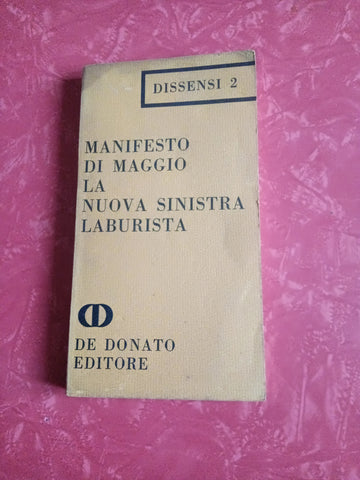 DISSENSI 2
MANIFESTO
DI MAGGIO
LA
NUOVA SINISTRA
LABURISTA
DE DONATO
EDITORE